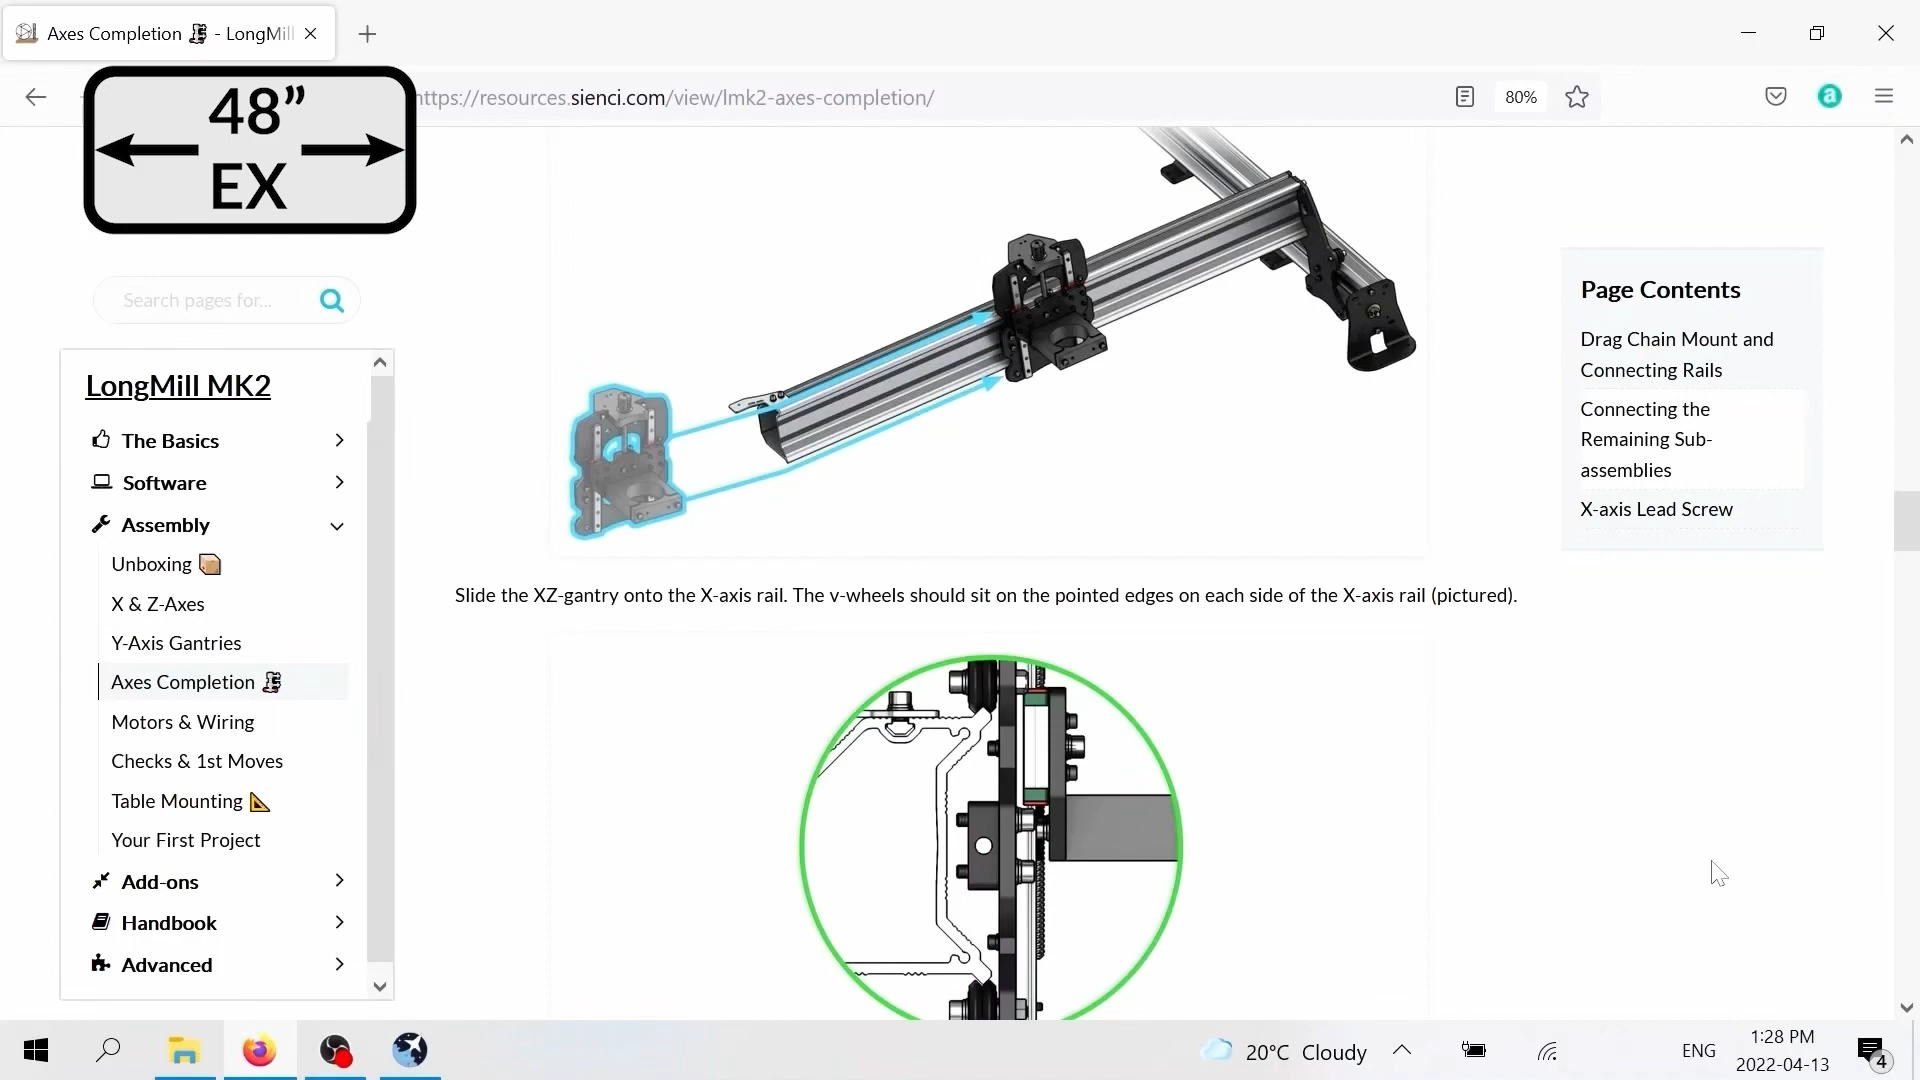 Axes Completion - LongMill
48”
EX
https://resources.sienci.com/view/lmk2-axes-completion/
80%
a
Search pages for...
LongMill MK2
The Basics
Software
Assembly
Unboxing
X & Z-Axes
Y-Axis Gantries
Axes Completion
Motors & Wiring
Checks & 1st Moves
Table Mounting
Your First Project
Add-ons
Handbook
Advanced
Slide the XZ-gantry onto the X-axis rail. The v-wheels should sit on the pointed edges on each side of the X-axis rail (pictured).
Page Contents
Drag Chain Mount and
Connecting Rails
Connecting the
Remaining Sub-
assemblies
X-axis Lead Screw
20°C Cloudy
ENG
1:28 PM
2022-04-13
4